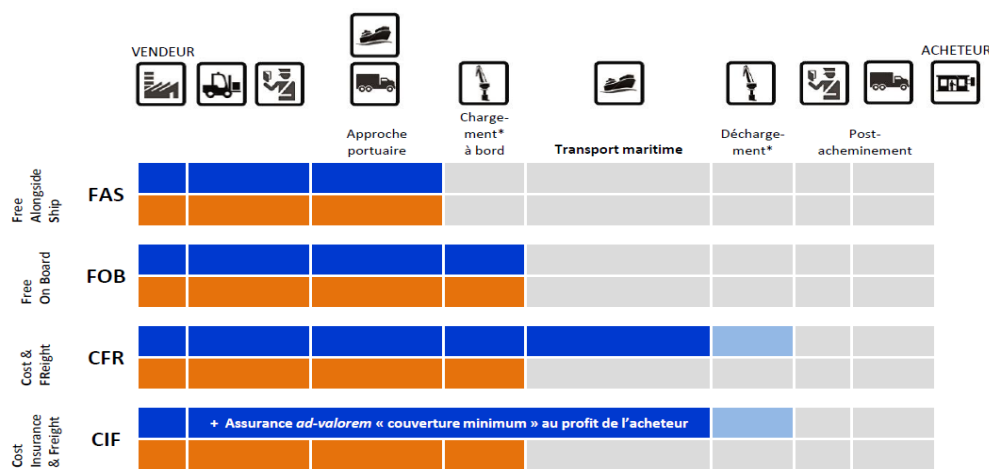 VENDEUR
ACHETEUR
Approche
portuaire
Charge-
ment*
à bord
Transport maritime
Décharge-
ment*
Post-
acheminement
Free
Alongside
Ship
FAS
Free
On Board
FOB
Cost &
FReight
CFR
Cost
Insurance
& Freight
CIF
+ Assurance ad-valorem « couverture minimum » au profit de l'acheteur